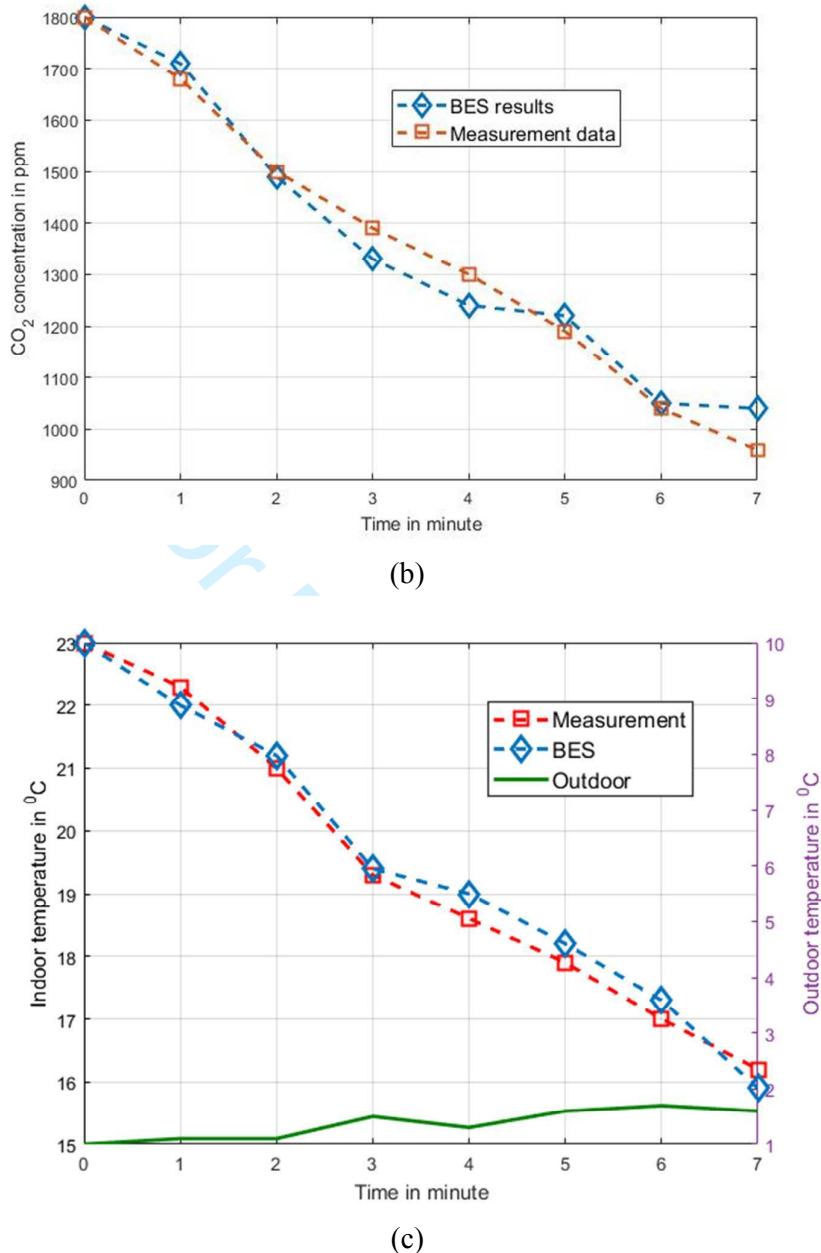 1800
1700
1600
1500
1400
1300
1200
1100
1000
900
CO2 concentration in ppm
BES results
Measurement data
0 1 2 3 4 5 6 7
Time in minute
(b)
23
22
21
20
19
18
17
16
15
Indoor temperature in 0C
Measurement
BES
Outdoor
10
9
8
7
6
5
4
3
2
1
Outdoor temperature in 0C
0 1 2 3 4 5 6 7
Time in minute
(c)